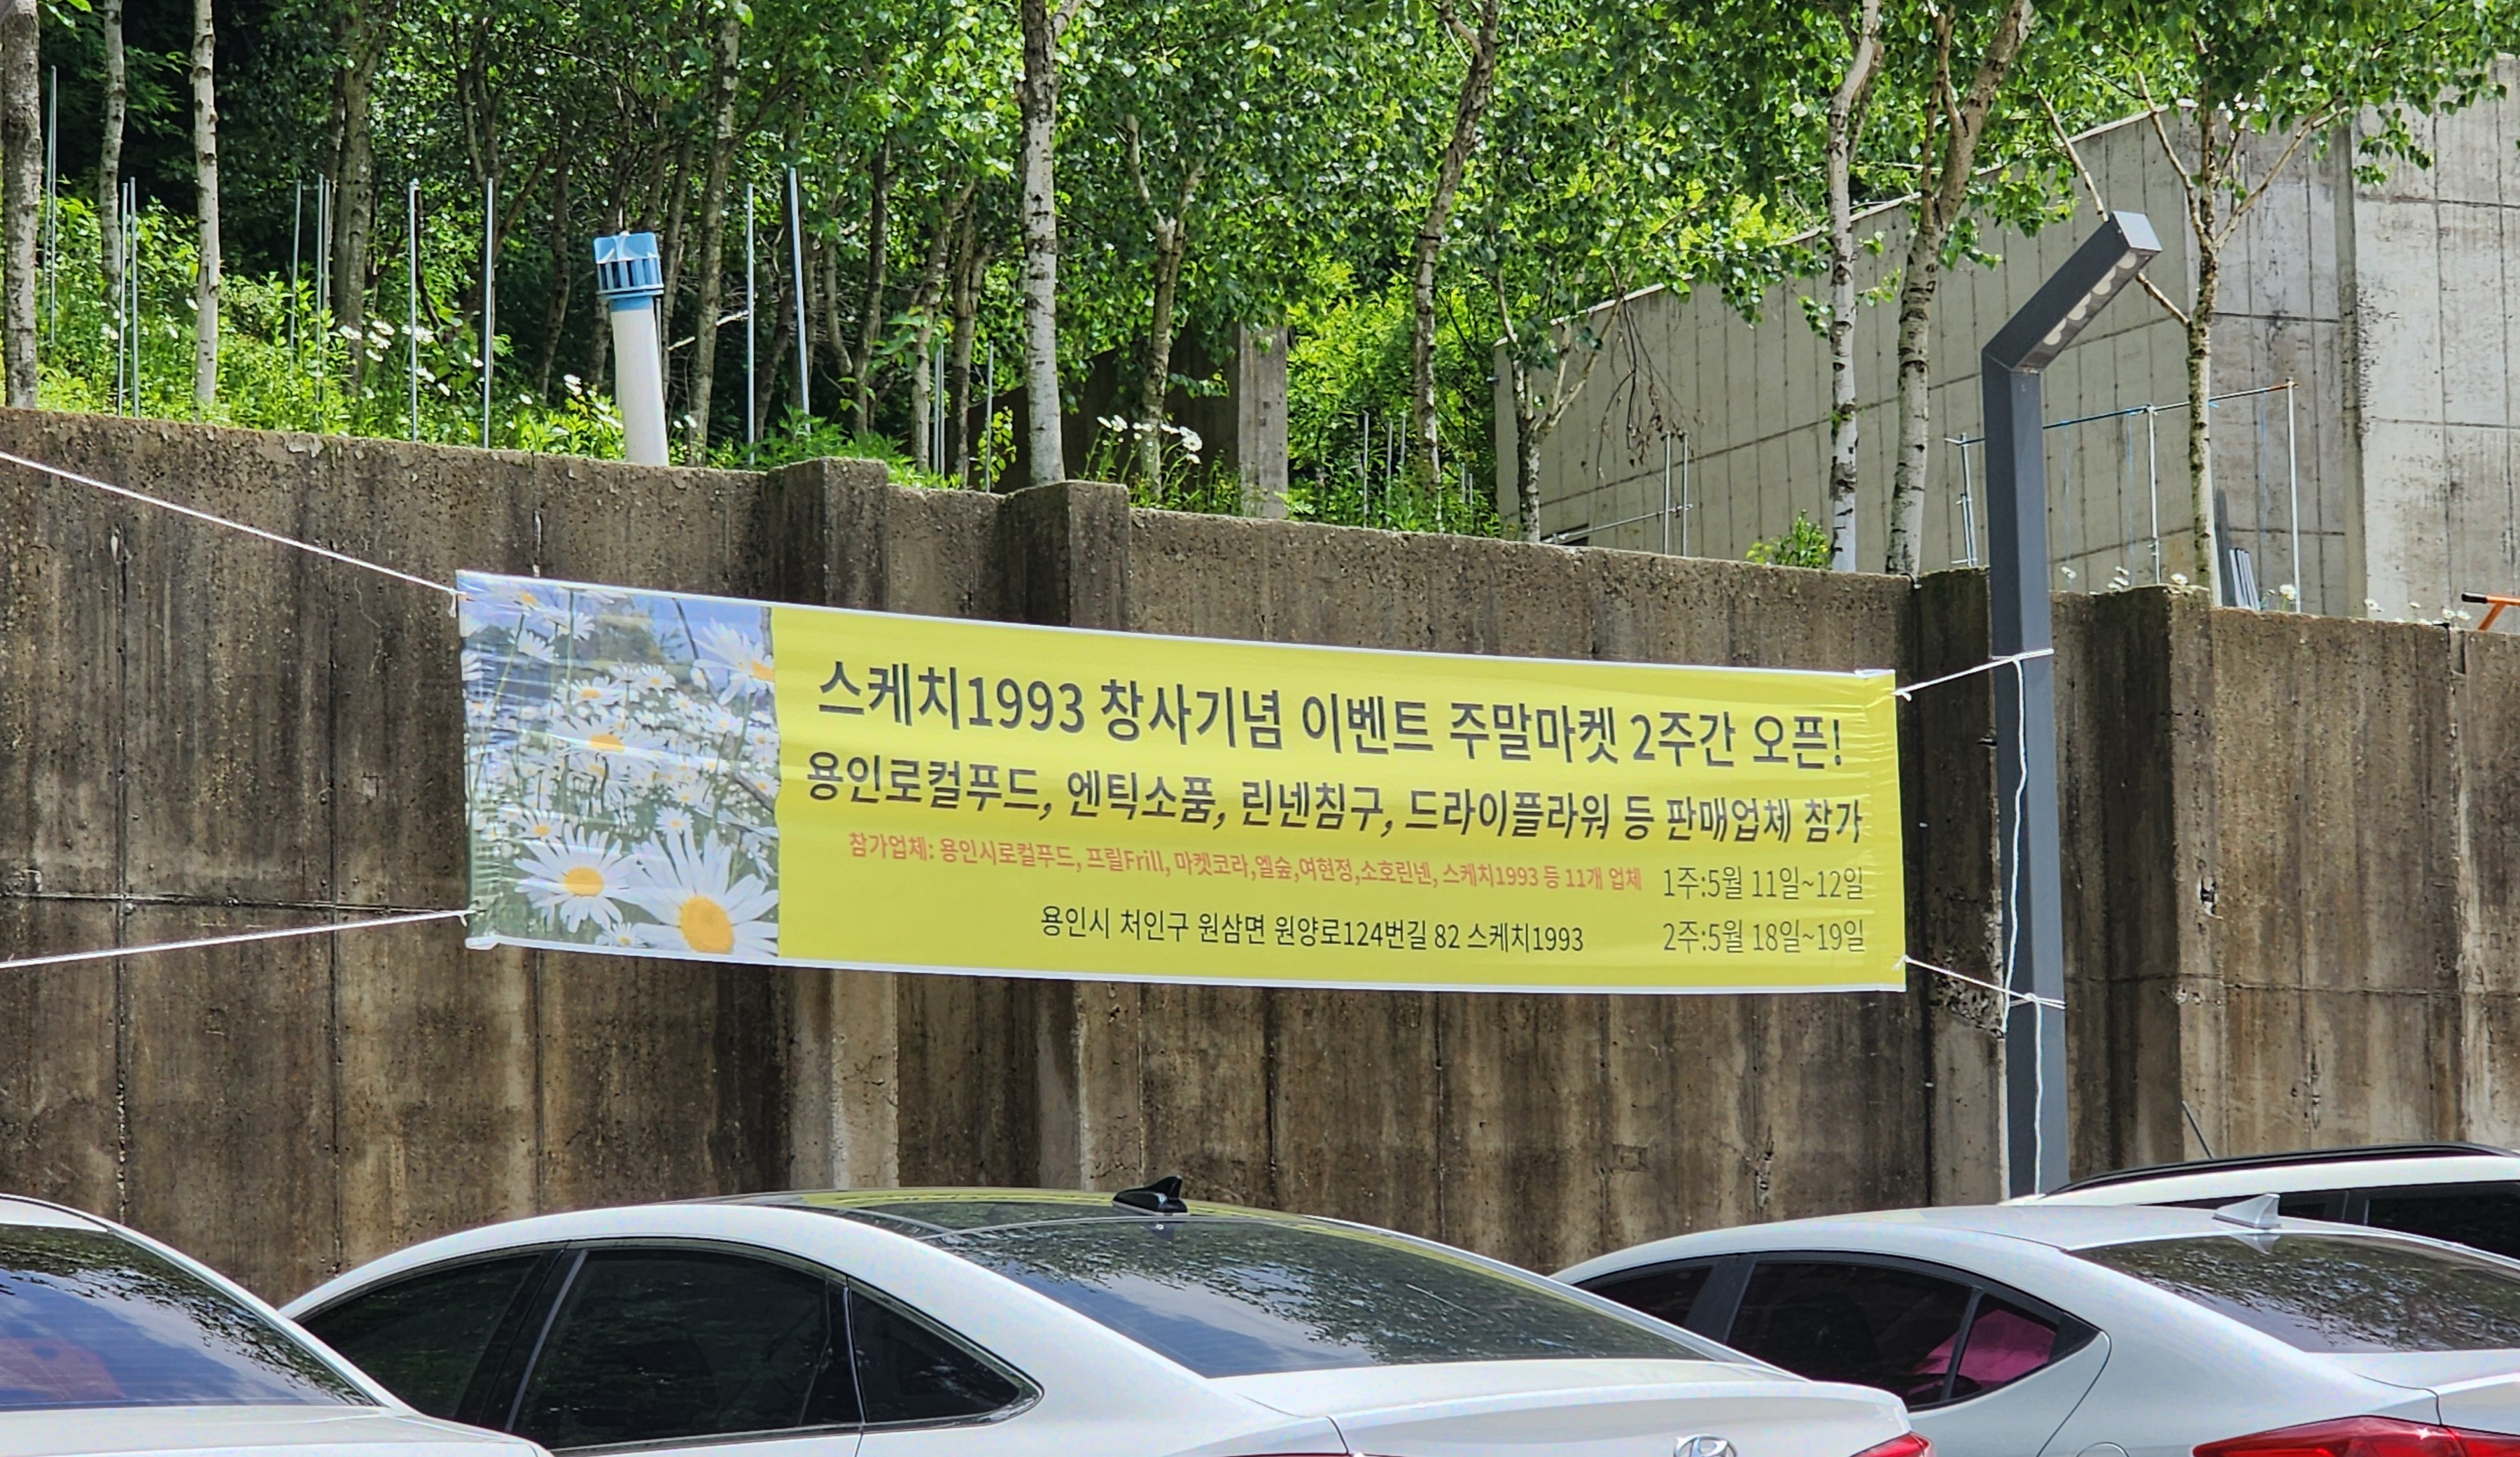 스케치1993 창사기념 이벤트 주말마켓 2주간 오픈!
용인로컬푸드, 엔틱소품, 린넨침구, 드라이플라워 등 판매업체 참가
참가업체: 용인시로컬푸드, 프릴Frill, 마켓코라,엘숲,여현정,소호린넨, 스케치1993 등 11개 업체
1주:5월 11일~12일
용인시 처인구 원삼면 원양로124번길 82 스케치1993
2주:5월 18일~19일